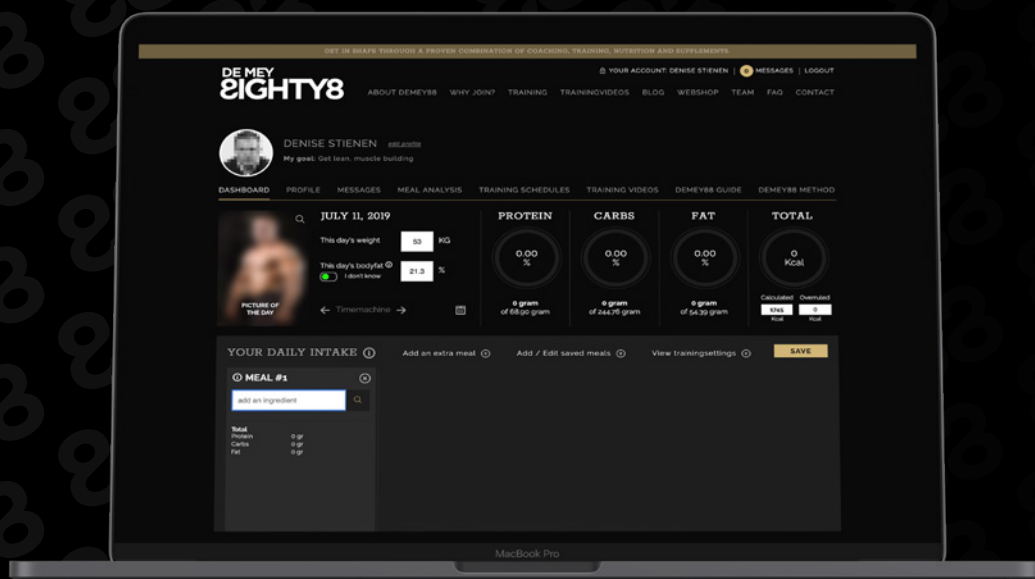 GET IN SHAPE THROUGH A PROVEN COMBINATION OF COACHING, TRAINING, NUTRITION AND SUPPLEMENTS
YOUR ACCOUNT: DENISE STIENEN | 0 MESSAGES | LOGOUT
DE MEY
8IGHTY8
ABOUT DEMEY88 WHY JOIN? TRAINING TRAININGVIDEOS BLOG WEBSHOP TEAM FAQ CONTACT
DENISE STIENEN edit profile
My goal: Get lean, muscle building
DASHBOARD PROFILE MESSAGES MEAL ANALYSIS TRAINING SCHEDULES TRAINING VIDEOS DEMEY88 GUIDE DEMEY88 METHOD
JULY 11, 2019
This day's weight 53 KG
This day's bodyfat 21.3 %
I don't know
← Timemachine →
PICTURE OF
THE DAY
PROTEIN
0.00
%
0 gram
of 68.90 gram
CARBS
0.00
%
0 gram
of 244.76 gram
FAT
0.00
%
0 gram
of 54.39 gram
TOTAL
0
Kcal
Calculated Overruled
1745 0
Kcal Kcal
YOUR DAILY INTAKE Add an extra meal Add / Edit saved meals View trainingsettings SAVE
MEAL #1
add an ingredient
Total
Protein 0 gr
Carbs 0 gr
Fat 0 gr
MacBook Pro